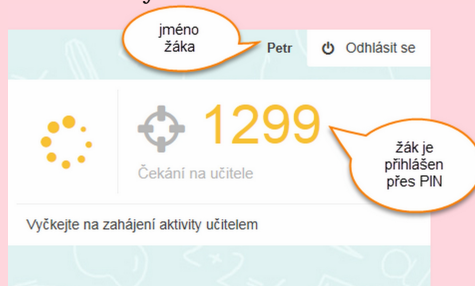 jméno
žáka
Petr
Odhlásit se
1299
Čekání na učitele
žák je
přihlášen
přes PIN
Vyčkejte na zahájení aktivity učitelem